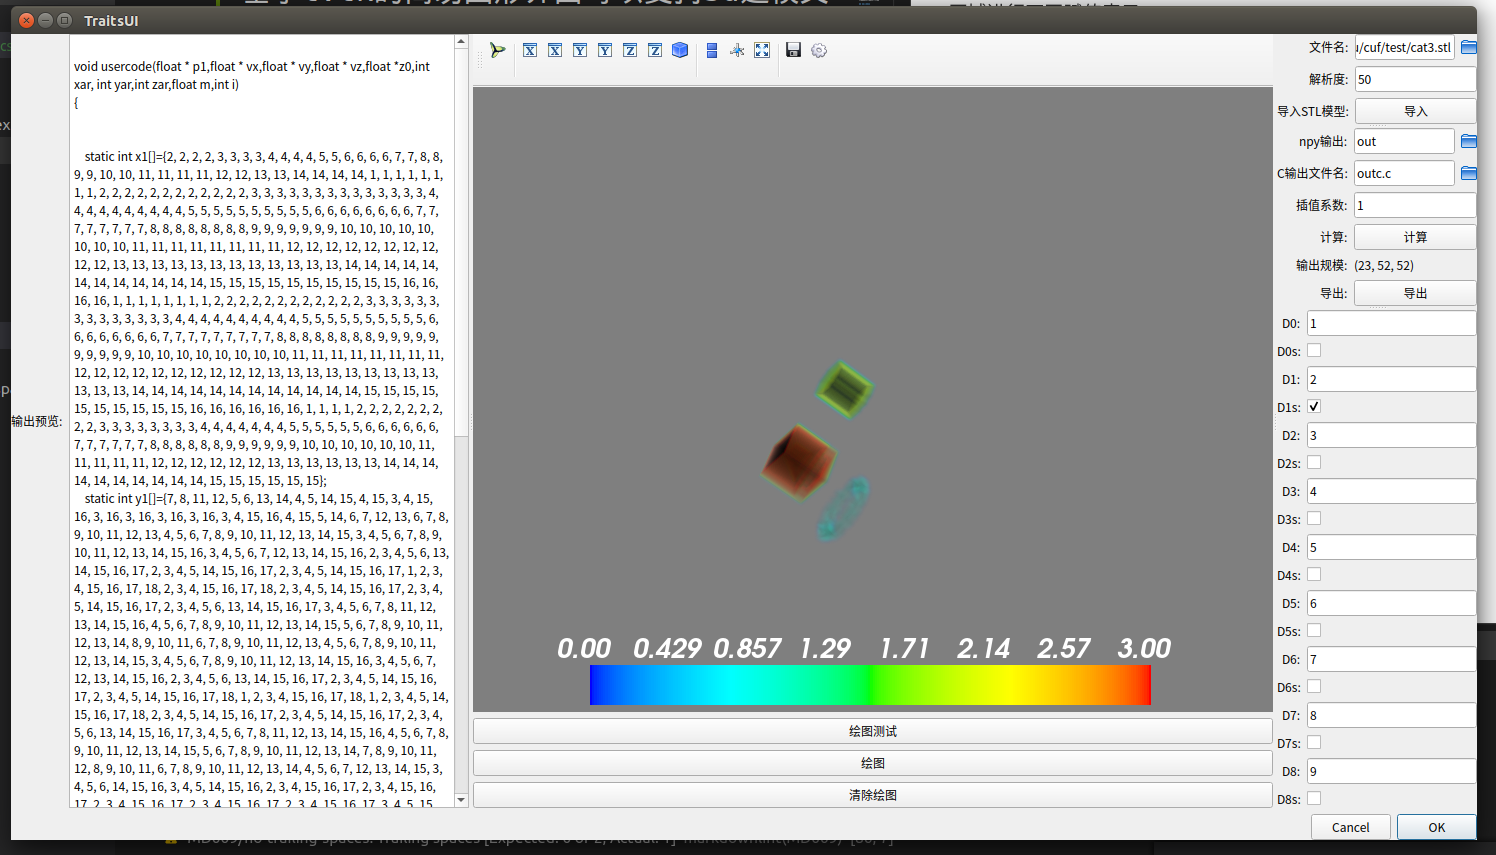 TraitsUI
void usercode(float * p1,float * vx,float * vy,float * vz,float *z0,int
xar, int yar,int zar,float m,int i)
{
static int x1[]={2, 2, 2, 2, 3, 3, 3, 3, 4, 4, 4, 4, 5, 5, 6, 6, 6, 6, 7, 7, 8, 8,
9, 9, 10, 10, 11, 11, 11, 11, 12, 12, 13, 13, 14, 14, 14, 14, 1, 1, 1, 1, 1, 1,
1, 1, 2, 2, 2, 2, 2, 2, 2, 2, 2, 2, 2, 2, 3, 3, 3, 3, 3, 3, 3, 3, 3, 3, 3, 3, 3, 3, 4,
4, 4, 4, 4, 4, 4, 4, 4, 5, 5, 5, 5, 5, 5, 5, 5, 5, 5, 6, 6, 6, 6, 6, 6, 6, 6, 7, 7,
7, 7, 7, 7, 7, 7, 8, 8, 8, 8, 8, 8, 8, 8, 9, 9, 9, 9, 9, 9, 9, 10, 10, 10, 10, 10,
10, 10, 10, 11, 11, 11, 11, 11, 11, 11, 11, 12, 12, 12, 12, 12, 12, 12, 12,
12, 12, 13, 13, 13, 13, 13, 13, 13, 13, 13, 13, 13, 13, 14, 14, 14, 14, 14,
14, 14, 14, 14, 14, 14, 14, 15, 15, 15, 15, 15, 15, 15, 15, 15, 15, 16, 16,
16, 16, 1, 1, 1, 1, 1, 1, 1, 1, 2, 2, 2, 2, 2, 2, 2, 2, 2, 2, 2, 2, 3, 3, 3, 3, 3, 3,
3, 3, 3, 3, 3, 3, 3, 3, 4, 4, 4, 4, 4, 4, 4, 4, 4, 4, 5, 5, 5, 5, 5, 5, 5, 5, 5, 5, 6,
6, 6, 6, 6, 6, 6, 6, 7, 7, 7, 7, 7, 7, 7, 7, 7, 8, 8, 8, 8, 8, 8, 8, 8, 9, 9, 9, 9, 9,
9, 9, 9, 9, 9, 10, 10, 10, 10, 10, 10, 10, 10, 11, 11, 11, 11, 11, 11, 11, 11,
12, 12, 12, 12, 12, 12, 12, 12, 12, 12, 13, 13, 13, 13, 13, 13, 13, 13, 13,
13, 13, 13, 14, 14, 14, 14, 14, 14, 14, 14, 14, 14, 14, 14, 15, 15, 15, 15,
15, 15, 15, 15, 15, 15, 16, 16, 16, 16, 16, 16, 1, 1, 1, 1, 2, 2, 2, 2, 2, 2, 2,
2, 2, 3, 3, 3, 3, 3, 3, 3, 3, 4, 4, 4, 4, 4, 4, 4, 5, 5, 5, 5, 5, 5, 6, 6, 6, 6, 6, 6,
7, 7, 7, 7, 7, 7, 8, 8, 8, 8, 8, 8, 9, 9, 9, 9, 9, 9, 10, 10, 10, 10, 10, 10, 11,
11, 11, 11, 11, 12, 12, 12, 12, 12, 12, 13, 13, 13, 13, 13, 13, 14, 14, 14,
14, 14, 14, 14, 14, 14, 14, 14, 15, 15, 15, 15, 15, 15};
static int y1[]={7, 8, 11, 12, 5, 6, 13, 14, 4, 5, 14, 15, 4, 15, 3, 4, 15,
16, 3, 16, 3, 16, 3, 16, 3, 16, 3, 4, 15, 16, 4, 15, 5, 14, 6, 7, 12, 13, 6, 7, 8,
9, 10, 11, 12, 13, 4, 5, 6, 7, 8, 9, 10, 11, 12, 13, 14, 15, 3, 4, 5, 6, 7, 8, 9,
10, 11, 12, 13, 14, 15, 16, 3, 4, 5, 6, 7, 12, 13, 14, 15, 16, 2, 3, 4, 5, 6, 13,
14, 15, 16, 17, 2, 3, 4, 5, 14, 15, 16, 17, 2, 3, 4, 5, 14, 15, 16, 17, 1, 2, 3,
4, 15, 16, 17, 18, 2, 3, 4, 15, 16, 17, 18, 2, 3, 4, 5, 14, 15, 16, 17, 2, 3, 4,
5, 14, 15, 16, 17, 2, 3, 4, 5, 6, 13, 14, 15, 16, 17, 3, 4, 5, 6, 7, 8, 11, 12,
13, 14, 15, 16, 4, 5, 6, 7, 8, 9, 10, 11, 12, 13, 14, 15, 5, 6, 7, 8, 9, 10, 11,
12, 13, 14, 8, 9, 10, 11, 6, 7, 8, 9, 10, 11, 12, 13, 4, 5, 6, 7, 8, 9, 10, 11,
12, 13, 14, 15, 3, 4, 5, 6, 7, 8, 9, 10, 11, 12, 13, 14, 15, 16, 3, 4, 5, 6, 7,
12, 13, 14, 15, 16, 2, 3, 4, 5, 6, 13, 14, 15, 16, 17, 2, 3, 4, 5, 14, 15, 16,
17, 2, 3, 4, 5, 14, 15, 16, 17, 18, 1, 2, 3, 4, 15, 16, 17, 18, 1, 2, 3, 4, 5, 14,
15, 16, 17, 18, 2, 3, 4, 5, 14, 15, 16, 17, 2, 3, 4, 5, 14, 15, 16, 17, 2, 3, 4,
5, 6, 13, 14, 15, 16, 17, 3, 4, 5, 6, 7, 8, 11, 12, 13, 14, 15, 16, 4, 5, 6, 7, 8,
9, 10, 11, 12, 13, 14, 15, 5, 6, 7, 8, 9, 10, 11, 12, 13, 14, 7, 8, 9, 10, 11,
12, 8, 9, 10, 11, 6, 7, 8, 9, 10, 11, 12, 13, 14, 4, 5, 6, 7, 12, 13, 14, 15, 3,
4, 5, 6, 14, 15, 16, 3, 4, 5, 14, 15, 16, 2, 3, 4, 15, 16, 17, 2, 3, 4, 15, 16,
17, 2, 3, 4, 15, 16, 17, 2, 3, 4, 15, 16, 17, 2, 3, 4, 15, 16, 17, 3, 4, 5, 15,
输出预览:
0.00 0.429 0.857 1.29 1.71 2.14 2.57 3.00
绘图测试
绘图
清除绘图
文件名: /cuf/test/cat3.stl
解析度: 50
导入STL模型: 导入
npy输出: out
C输出文件名: outc.c
插值系数: 1
计算: 计算
输出规模: (23, 52, 52)
导出: 导出
D0: 1
D0s:
D1: 2
D1s:
D2: 3
D2s:
D3: 4
D3s:
D4: 5
D4s:
D5: 6
D5s:
D6: 7
D6s:
D7: 8
D7s:
D8: 9
D8s:
Cancel OK